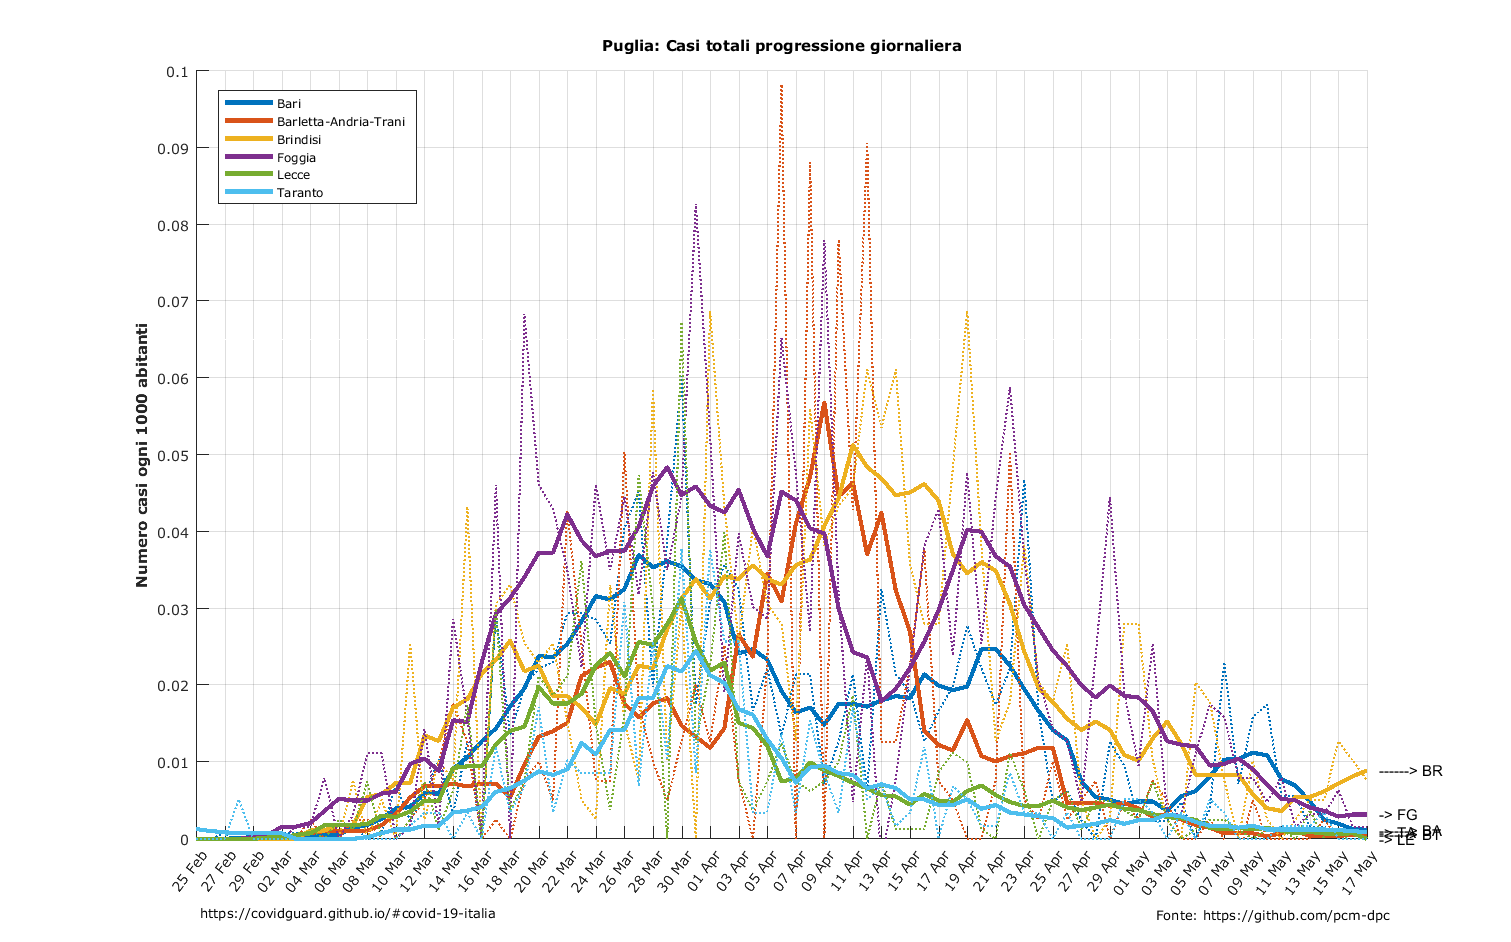 Puglia: Casi totali progressione giornaliera
Numero casi ogni 1000 abitanti
0.1
0.09
0.08
0.07
0.06
0.05
0.04
0.03
0.02
0.01
0
Bari
Barletta-Andria-Trani
Brindisi
Foggia
Lecce
Taranto
------> BR
-> FG
-> LE
25 Feb
27 Feb
29 Feb
02 Mar
04 Mar
06 Mar
08 Mar
10 Mar
12 Mar
14 Mar
16 Mar
18 Mar
20 Mar
22 Mar
24 Mar
26 Mar
28 Mar
30 Mar
01 Apr
03 Apr
05 Apr
07 Apr
09 Apr
11 Apr
13 Apr
15 Apr
17 Apr
19 Apr
21 Apr
23 Apr
25 Apr
27 Apr
29 Apr
01 May
03 May
05 May
07 May
09 May
11 May
13 May
15 May
17 May
https://covidguard.github.io/#covid-19-italia
Fonte: https://github.com/pcm-dpc